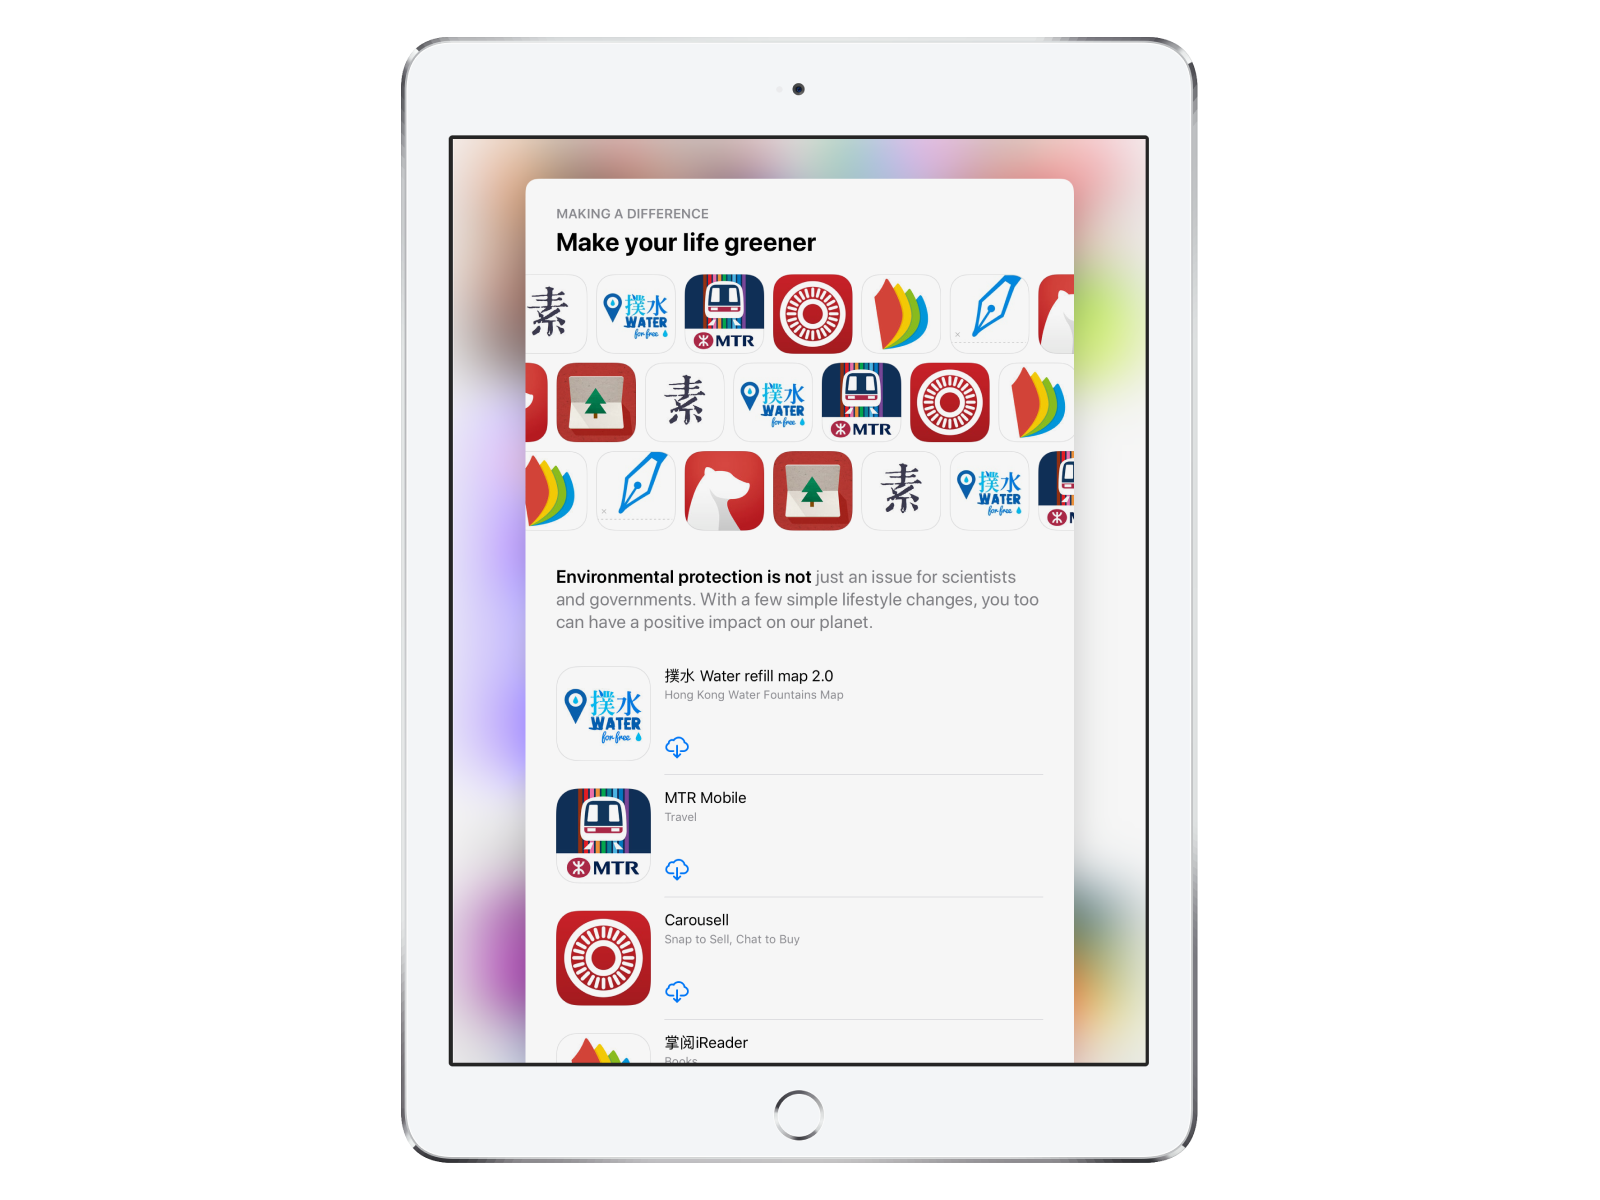 MAKING A DIFFERENCE
Make your life greener
素
撲水
WATER
for free
MTR
素
撲水
WATER
for free
MTR
素
撲水
WATER
for free
Environmental protection is not just an issue for scientists
and governments. With a few simple lifestyle changes, you too
can have a positive impact on our planet.
撲水
WATER
for free
撲水 Water refill map 2.0
Hong Kong Water Fountains Map
MTR
MTR Mobile
Travel
Carousell
Snap to Sell, Chat to Buy
掌阅iReader
Books